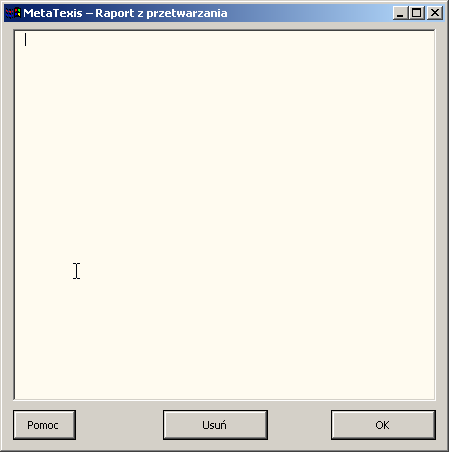 MetaTexis – Raport z przetwarzania
Pomoc
Usuń
OK